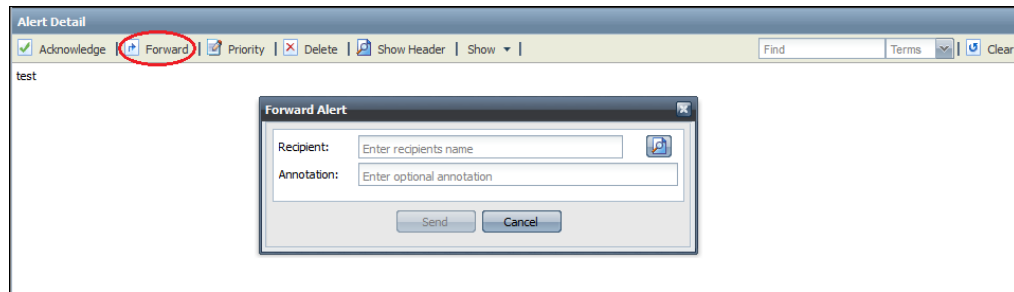 Alert Detail
Acknowledge | Forward | Priority | Delete | Show Header | Show | Find Terms | Clear
test
Forward Alert
Recipient: Enter recipients name
Annotation: Enter optional annotation
Send Cancel